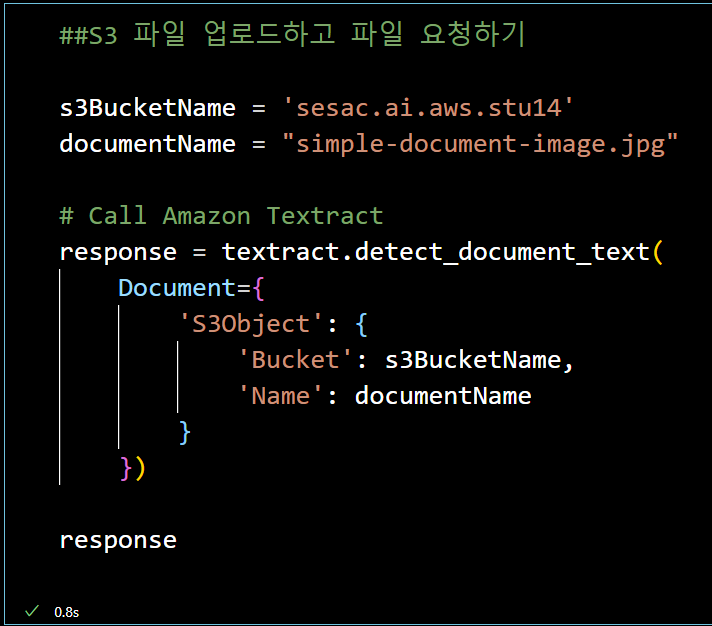 ##S3 파일 업로드하고 파일 요청하기
s3BucketName = 'sesac.ai.aws.stu14'
documentName = "simple-document-image.jpg"
# Call Amazon Textract
response = textract.detect_document_text(
Document={
'S3Object': {
'Bucket': s3BucketName,
'Name': documentName
}
})
response
✓ 0.8s